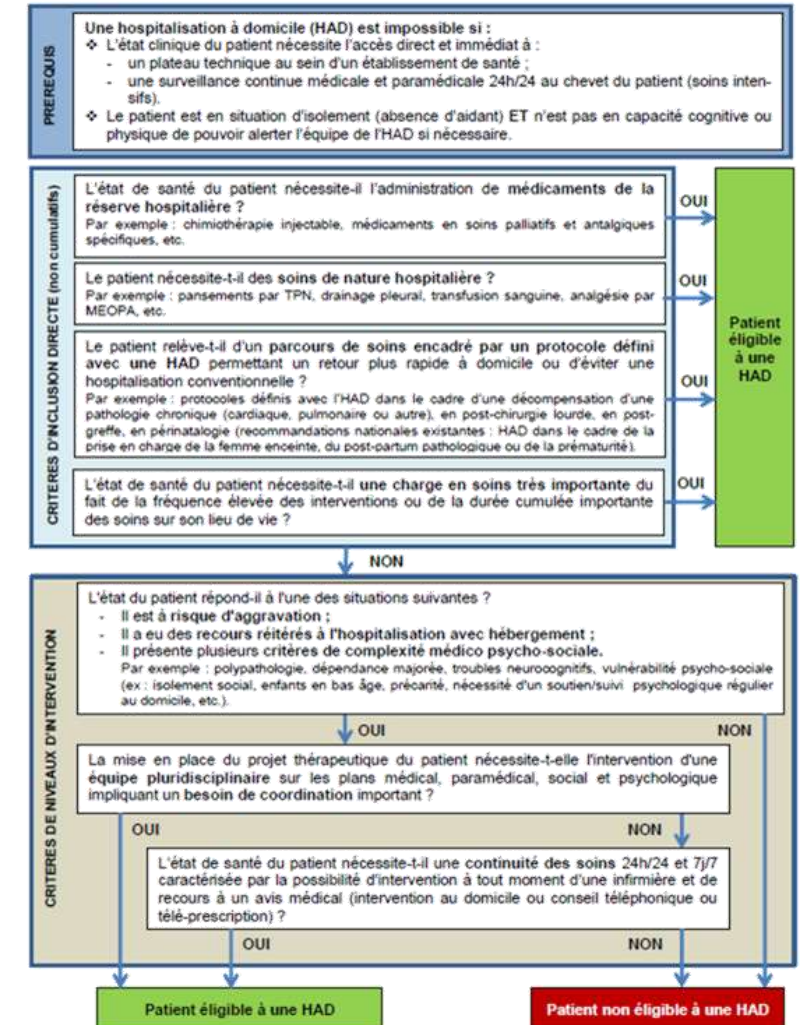 PREREQUIS
Une hospitalisation à domicile (HAD) est impossible si :
❖ L'état clinique du patient nécessite l'accès direct et immédiat à :
- un plateau technique au sein d'un établissement de santé ;
- une surveillance continue médicale et paramédicale 24h/24 au chevet du patient (soins inten-
sifs).
❖ Le patient est en situation d'isolement (absence d'aidant) ET n'est pas en capacité cognitive ou
physique de pouvoir alerter l'équipe de l'HAD si nécessaire.
CRITERES D'INCLUSION DIRECTE (non cumulatifs)
L'état de santé du patient nécessite-il l'administration de médicaments de la
réserve hospitalière ?
Par exemple : chimiothérapie injectable, médicaments en soins palliatifs et antalgiques
spécifiques, etc.
OUI
Le patient nécessite-t-il des soins de nature hospitalière ?
Par exemple : pansements par TPN, drainage pleural, transfusion sanguine, analgésie par
MEOPA, etc.
OUI
Le patient relève-t-il d'un parcours de soins encadré par un protocole défini
avec une HAD permettant un retour plus rapide à domicile ou d'éviter une
hospitalisation conventionnelle ?
Par exemple : protocoles définis avec l'HAD dans le cadre d'une décompensation d'une
pathologie chronique (cardiaque, pulmonaire ou autre), en post-chirurgie lourde, en post-
greffe, en périnatalogie (recommandations nationales existantes : HAD dans le cadre de la
prise en charge de la femme enceinte, du post-partum pathologique ou de la prématurité).
OUI
L'état de santé du patient nécessite-t-il une charge en soins très importante du
fait de la fréquence élevée des interventions ou de la durée cumulée importante
des soins sur son lieu de vie ?
OUI
Patient
éligible
à une
HAD
NON
CRITERES DE NIVEAUX D'INTERVENTION
L'état du patient répond-il à l'une des situations suivantes ?
- Il est à risque d'aggravation ;
- Il a eu des recours réitérés à l'hospitalisation avec hébergement ;
- Il présente plusieurs critères de complexité médico psycho-sociale.
Par exemple : polypathologie, dépendance majorée, troubles neurocognitifs, vulnérabilité psycho-sociale
(ex : isolement social, enfants en bas âge, précarité, nécessité d'un soutien/suivi psychologique régulier
au domicile, etc.).
OUI
NON
La mise en place du projet thérapeutique du patient nécessite-t-elle l'intervention d'une
équipe pluridisciplinaire sur les plans médical, paramédical, social et psychologique
impliquant un besoin de coordination important ?
OUI
NON
L'état de santé du patient nécessite-t-il une continuité des soins 24h/24 et 7j/7
caractérisée par la possibilité d'intervention à tout moment d'une infirmière et de
recours à un avis médical (intervention au domicile ou conseil téléphonique ou
télé-prescription) ?
OUI
NON
Patient éligible à une HAD
Patient non éligible à une HAD